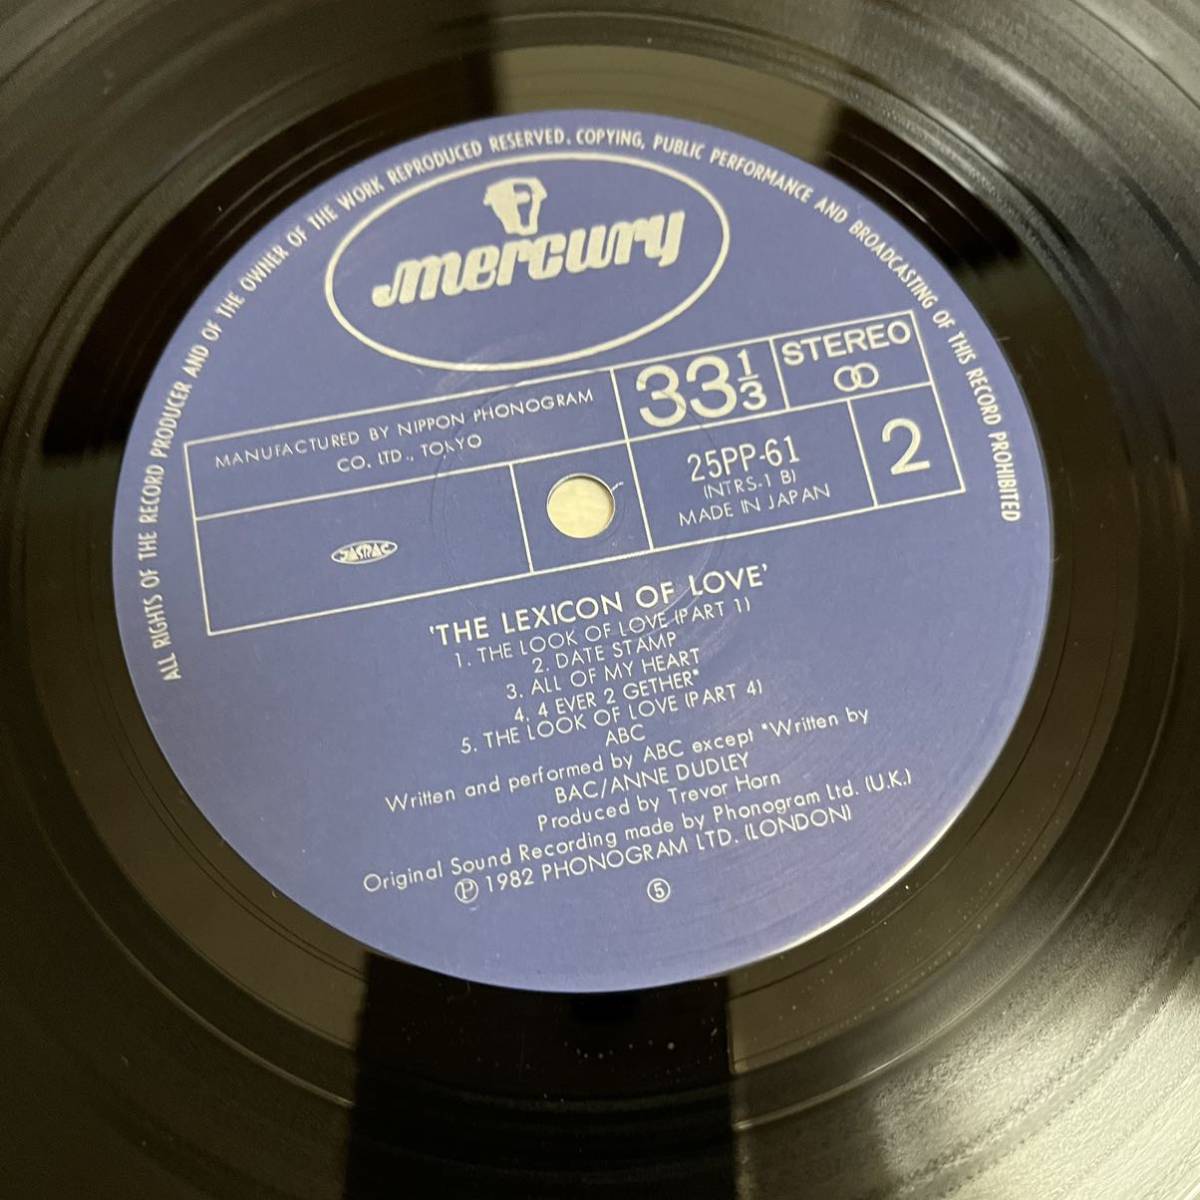 ALL RIGHTS OF THE RECORD PRODUCER AND OF THE OWNER OF THE WORK REPRODUCED RESERVED. COPYING, PUBLIC PERFORMANCE AND BROADCASTING OF THIS RECORD PROHIBITED
mercury
MANUFACTURED BY NIPPON PHONOGRAM
CO. LTD., TOKYO
33 1/3
STEREO
JASRAC
25PP-61
(NTRS.1 B)
MADE IN JAPAN
2
'THE LEXICON OF LOVE'
1. THE LOOK OF LOVE (PART 1)
2. DATE STAMP
3. ALL OF MY HEART
4. 4 EVER 2 GETHER*
5. THE LOOK OF LOVE (PART 4)
ABC
Written and performed by ABC except *Written by
BAC/ANNE DUDLEY
Produced by Trevor Horn
Original Sound Recording made by Phonogram Ltd. (U.K.)
Ⓟ 1982 PHONOGRAM LTD. (LONDON)
⑤